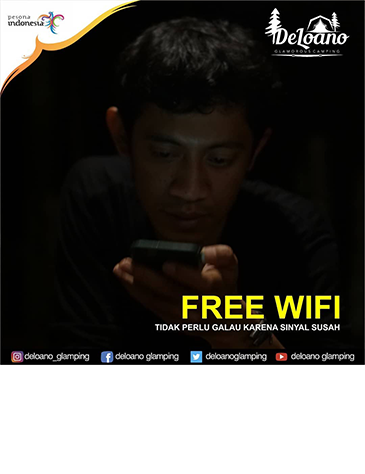 pesona
indonesia
DeLoano
GLAMOROUS CAMPING
FREE WIFI
TIDAK PERLU GALAU KARENA SINYAL SUSAH
deloano_glamping
deloano glamping
deloanoglamping
deloano glamping